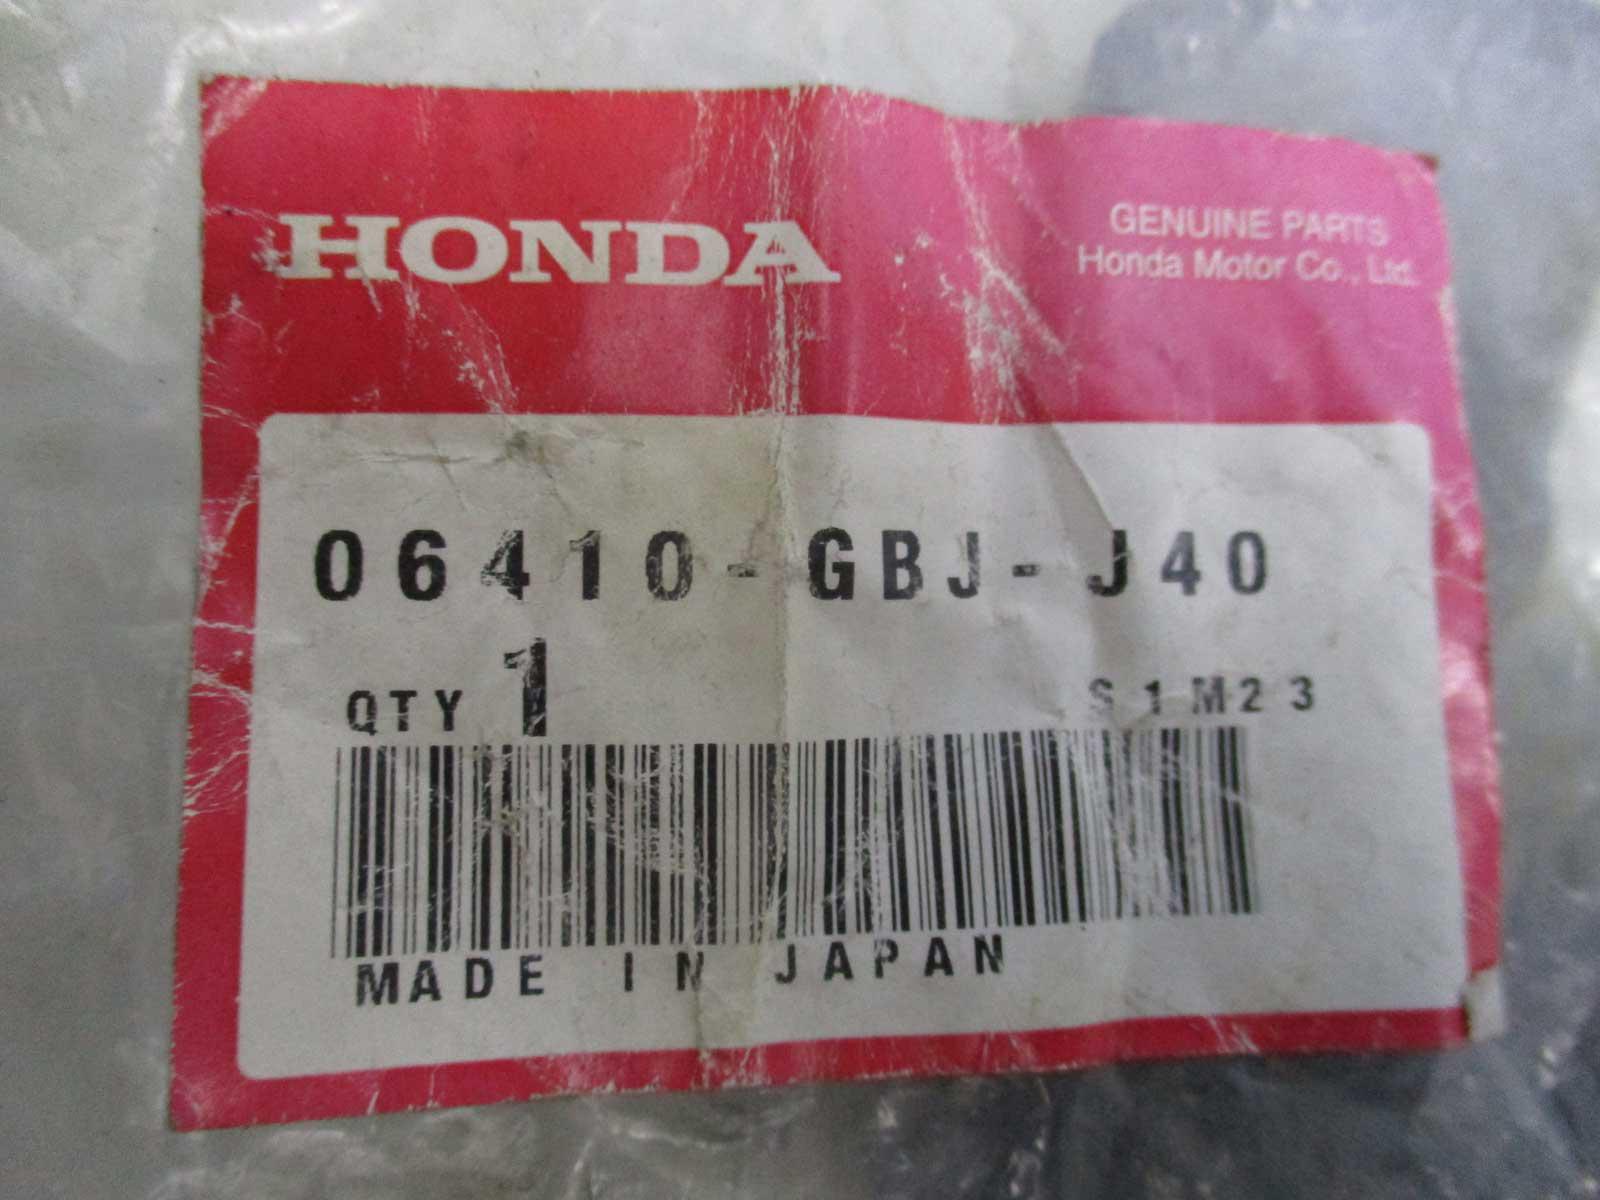 HONDA
GENUINE PARTS
Honda Motor Co., Ltd.
06410-GBJ-J40
QTY 1
S1M23
MADE IN JAPAN